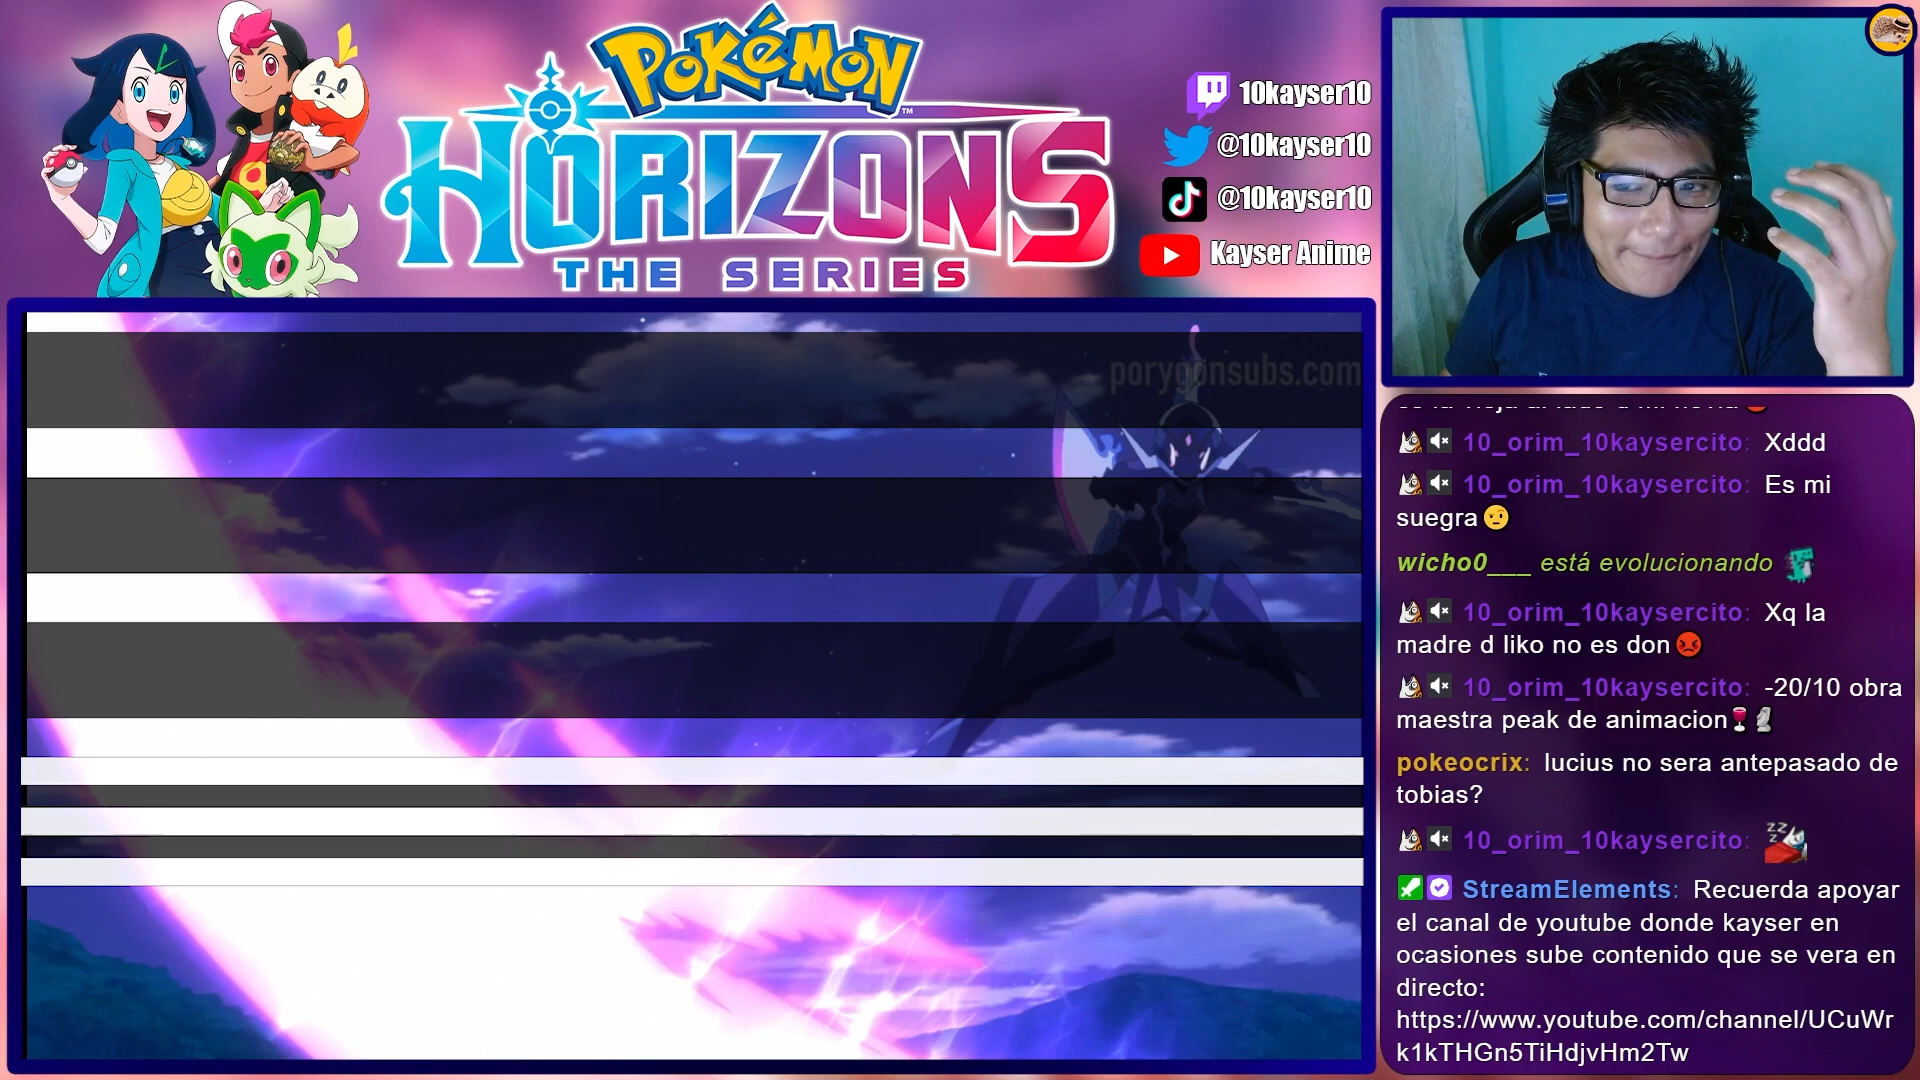 POKÉMON
HORIZONS
THE SERIES
10kayser10
@10kayser10
@10kayser10
Kayser Anime
porygonsubs.com
10_orim_10kaysercito: Xddd
10_orim_10kaysercito: Es mi
suegra🤨
wicho0___ está evolucionando
10_orim_10kaysercito: Xq la
madre d liko no es don😡
10_orim_10kaysercito: -20/10 obra
maestra peak de animacion🍷🗿
pokeocrix: lucius no sera antepasado de
tobias?
10_orim_10kaysercito:
StreamElements: Recuerda apoyar
el canal de youtube donde kayser en
ocasiones sube contenido que se vera en
directo:
https://www.youtube.com/channel/UCuWr
k1kTHGn5TiHdjvHm2Tw